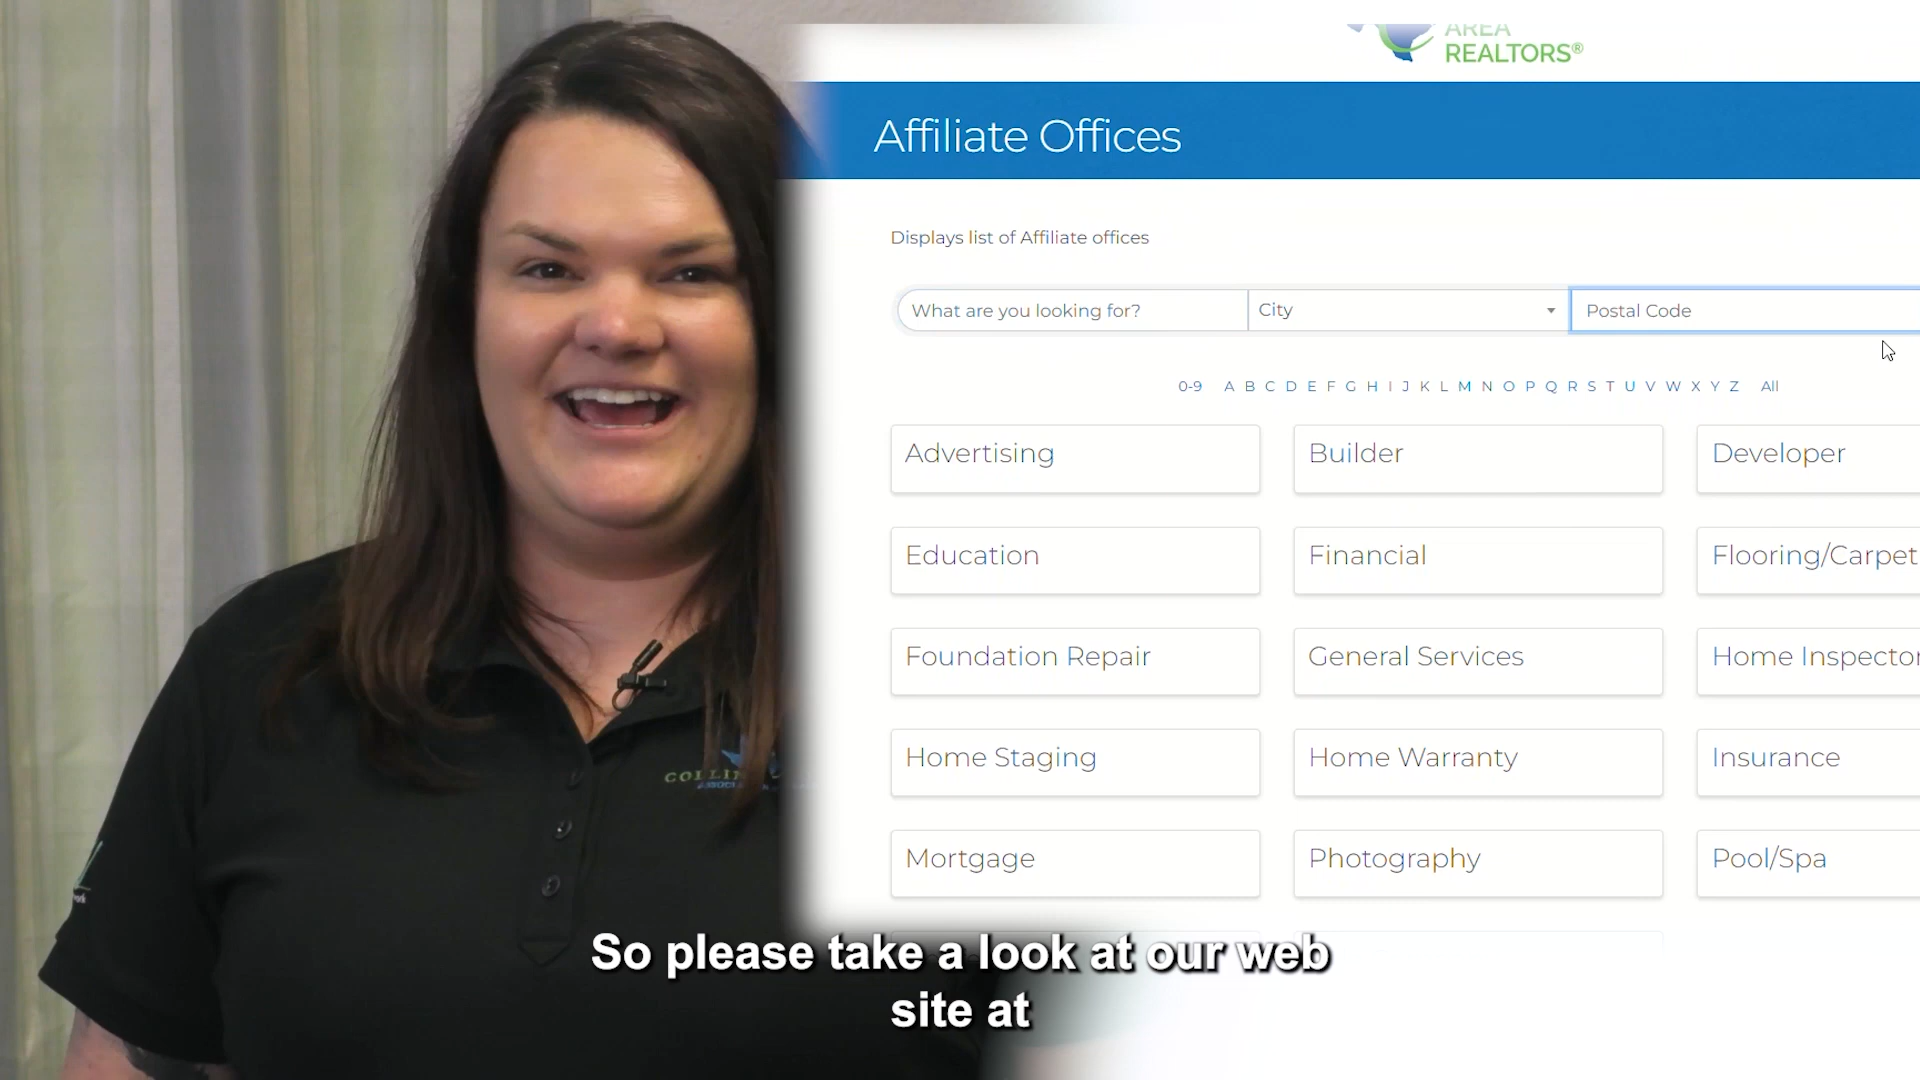 AREA
REALTORS®
Affiliate Offices
Displays list of Affiliate offices
What are you looking for? City Postal Code
0-9 A B C D E F G H I J K L M N O P Q R S T U V W X Y Z All
Advertising Builder Developer
Education Financial Flooring/Carpet
Foundation Repair General Services Home Inspector
Home Staging Home Warranty Insurance
Mortgage Photography Pool/Spa
So please take a look at our web
site at